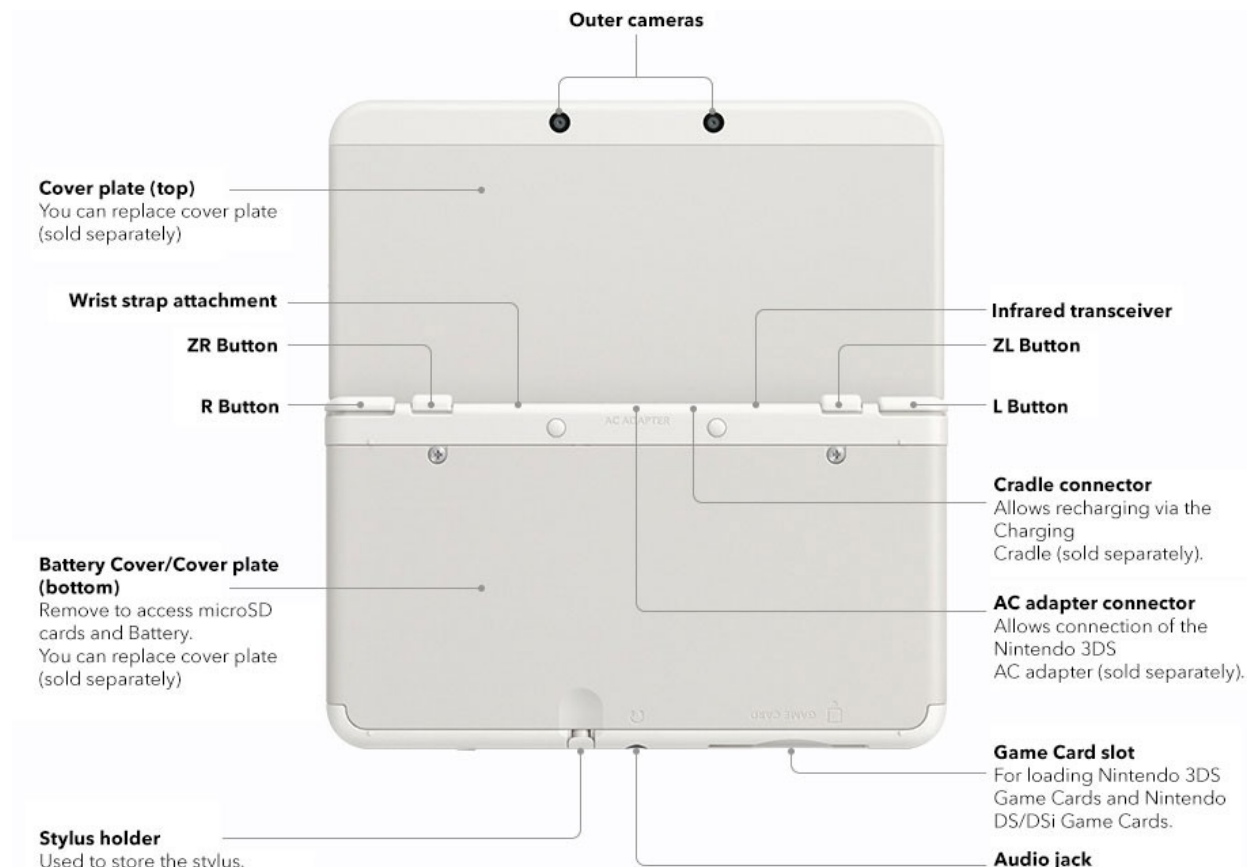 Outer cameras
Cover plate (top)
You can replace cover plate
(sold separately)
Wrist strap attachment
ZR Button
R Button
Infrared transceiver
ZL Button
L Button
AC ADAPTER
Cradle connector
Allows recharging via the
Charging
Cradle (sold separately).
Battery Cover/Cover plate
(bottom)
Remove to access microSD
cards and Battery.
You can replace cover plate
(sold separately)
AC adapter connector
Allows connection of the
Nintendo 3DS
AC adapter (sold separately).
GAME CARD
Game Card slot
For loading Nintendo 3DS
Game Cards and Nintendo
DS/DSi Game Cards.
Stylus holder
Used to store the stylus.
Audio jack